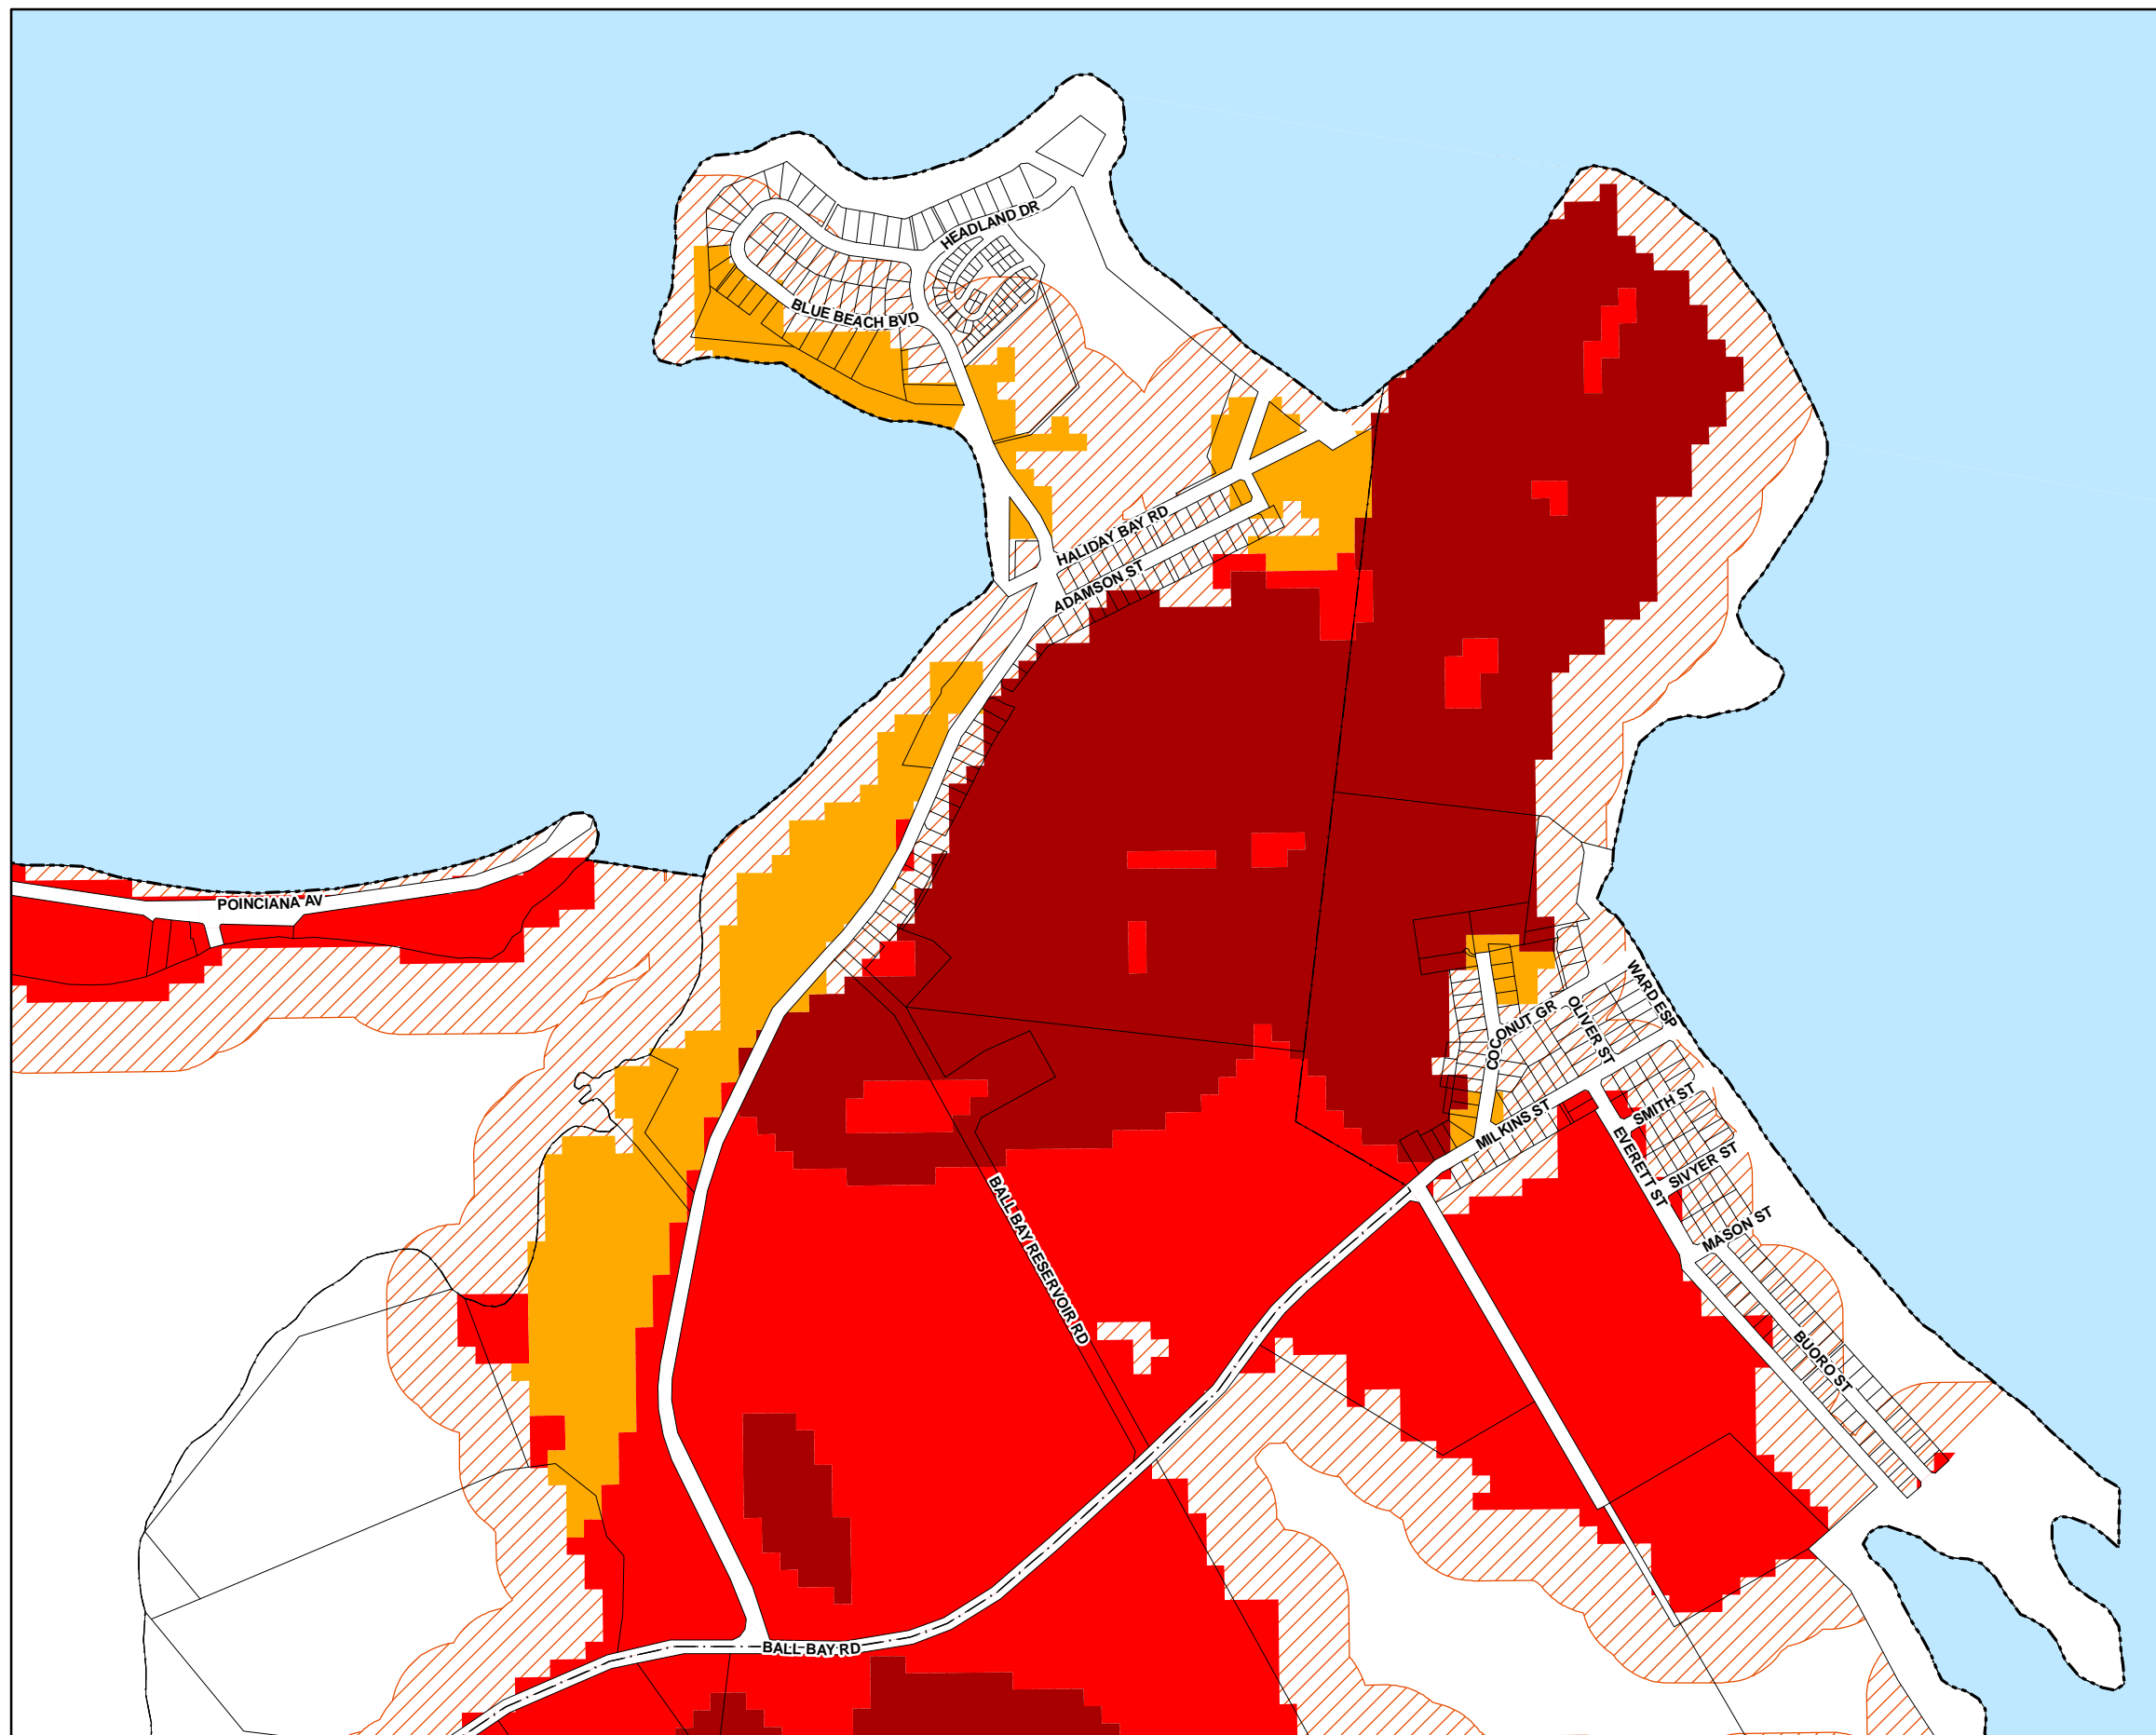 HEADLAND DR
BLUE BEACH BVD
HALIDAY BAY RD
ADAMSON ST
POINCIANA AV
WARD ESP
OLIVER ST
COCONUT GR
SMITH ST
MILKINS ST
EVERETT ST
SIVYER ST
MASON ST
BALL BAY RESERVOIR RD
BUORO ST
BALL BAY RD